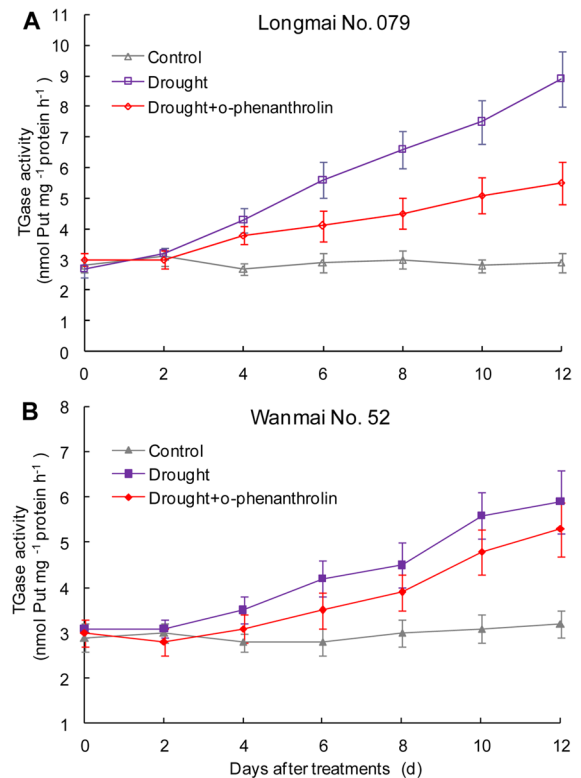 A
Longmai No. 079
Control
Drought
Drought+o-phenanthrolin
TGase activity
(nmol Put mg ⁻¹ protein h⁻¹)
11
10
9
8
7
6
5
4
3
2
1
0
0 2 4 6 8 10 12
B
Wanmai No. 52
Control
Drought
Drought+o-phenanthrolin
TGase activity
(nmol Put mg ⁻¹ protein h⁻¹)
8
7
6
5
4
3
2
1
0 2 4 6 8 10 12
Days after treatments (d)